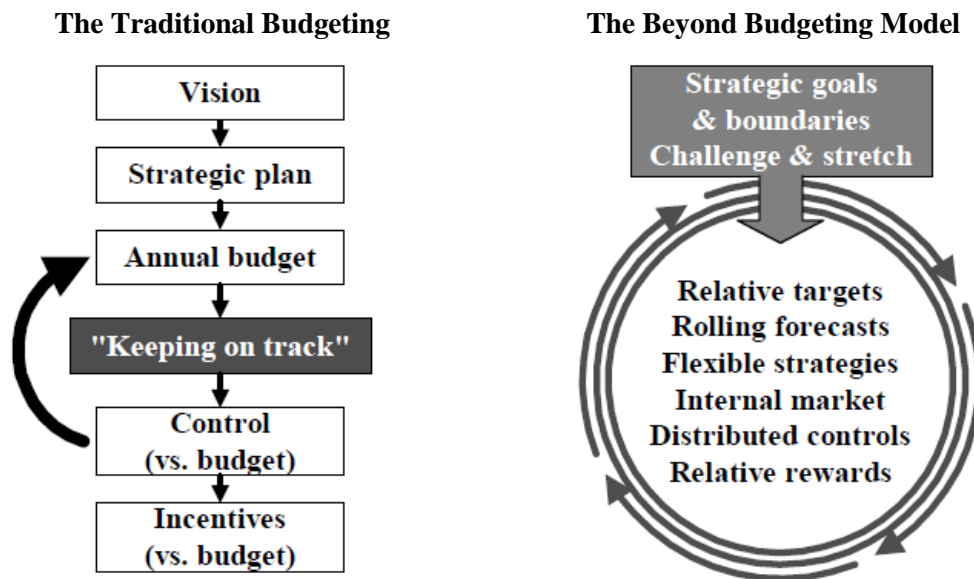 The Traditional Budgeting
Vision
Strategic plan
Annual budget
"Keeping on track"
Control
(vs. budget)
Incentives
(vs. budget)
The Beyond Budgeting Model
Strategic goals
& boundaries
Challenge & stretch
Relative targets
Rolling forecasts
Flexible strategies
Internal market
Distributed controls
Relative rewards